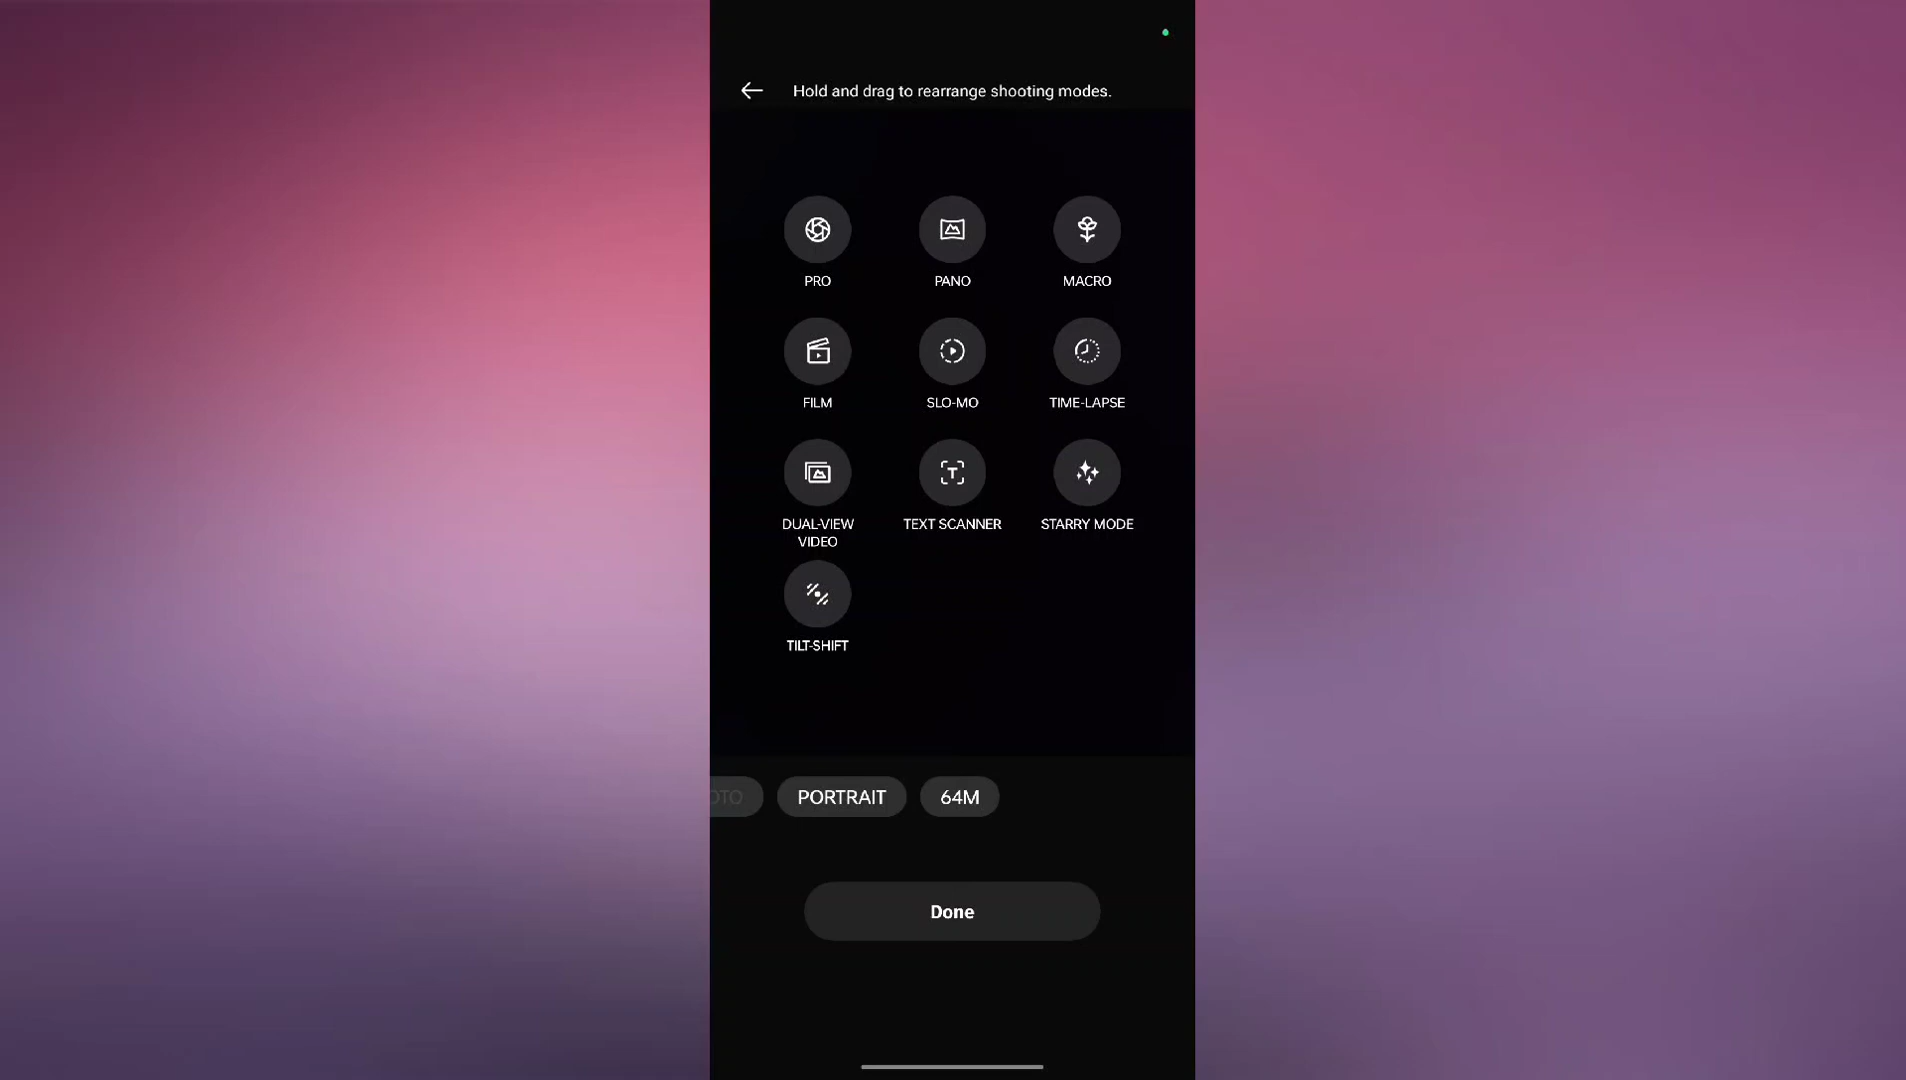 Hold and drag to rearrange shooting modes.
PRO
PANO
MACRO
FILM
SLO-MO
TIME-LAPSE
DUAL-VIEW
VIDEO
TEXT SCANNER
STARRY MODE
TILT-SHIFT
OTO
PORTRAIT
64M
Done